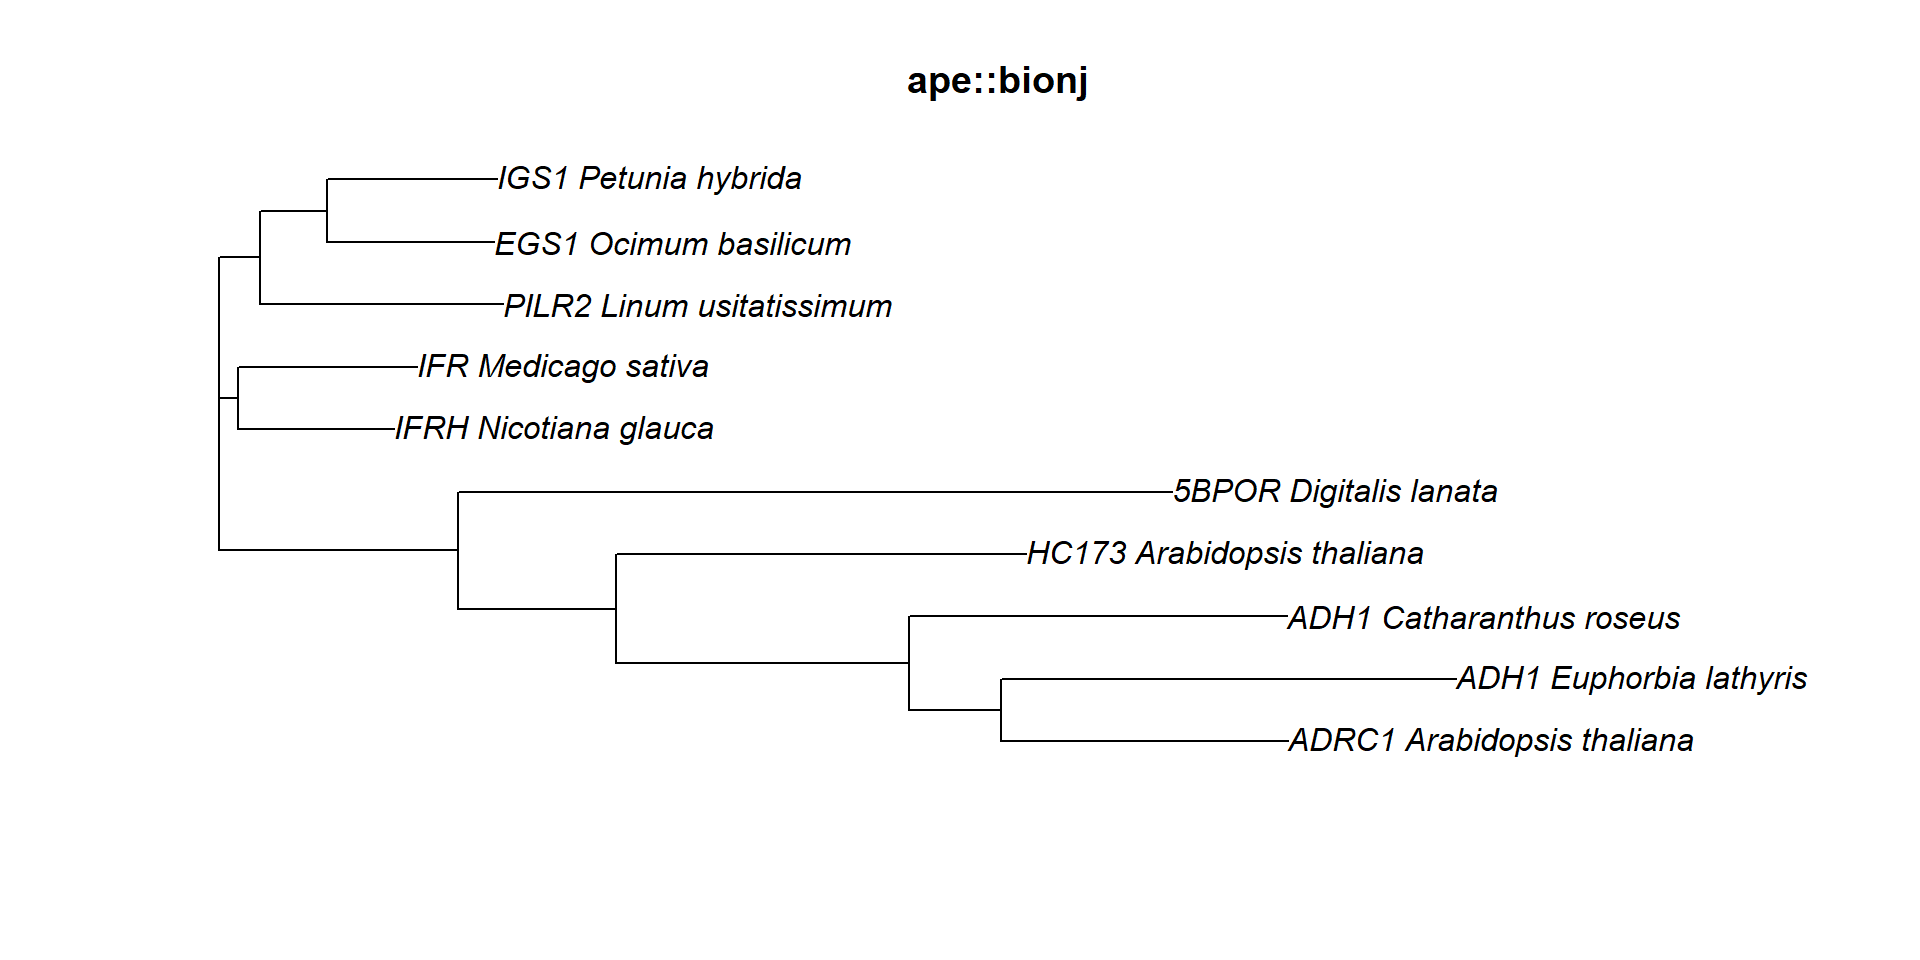 ape::bionj
IGS1 Petunia hybrida
EGS1 Ocimum basilicum
PILR2 Linum usitatissimum
IFR Medicago sativa
IFRH Nicotiana glauca
5BPOR Digitalis lanata
HC173 Arabidopsis thaliana
ADH1 Catharanthus roseus
ADH1 Euphorbia lathyris
ADRC1 Arabidopsis thaliana